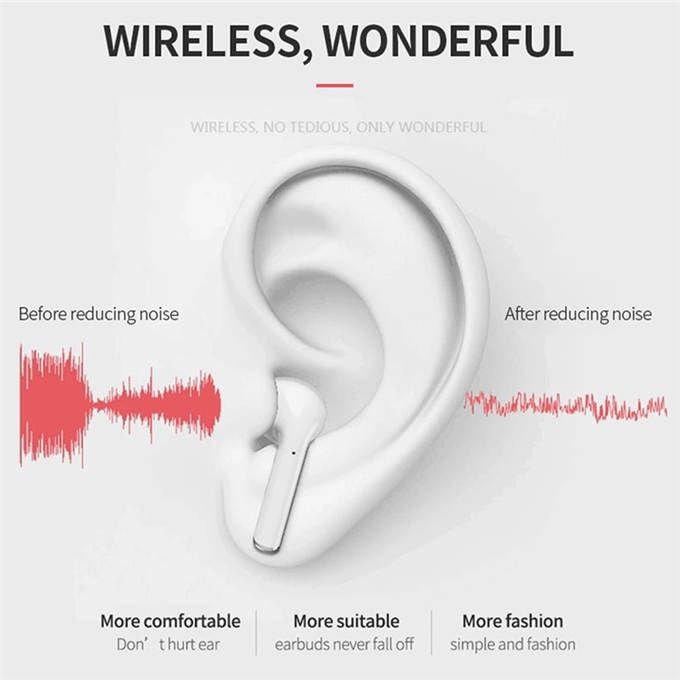 WIRELESS, WONDERFUL
WIRELESS, NO TEDIOUS, ONLY WONDERFUL
Before reducing noise
After reducing noise
More comfortable
Don’ t hurt ear
More suitable
earbuds never fall off
More fashion
simple and fashion